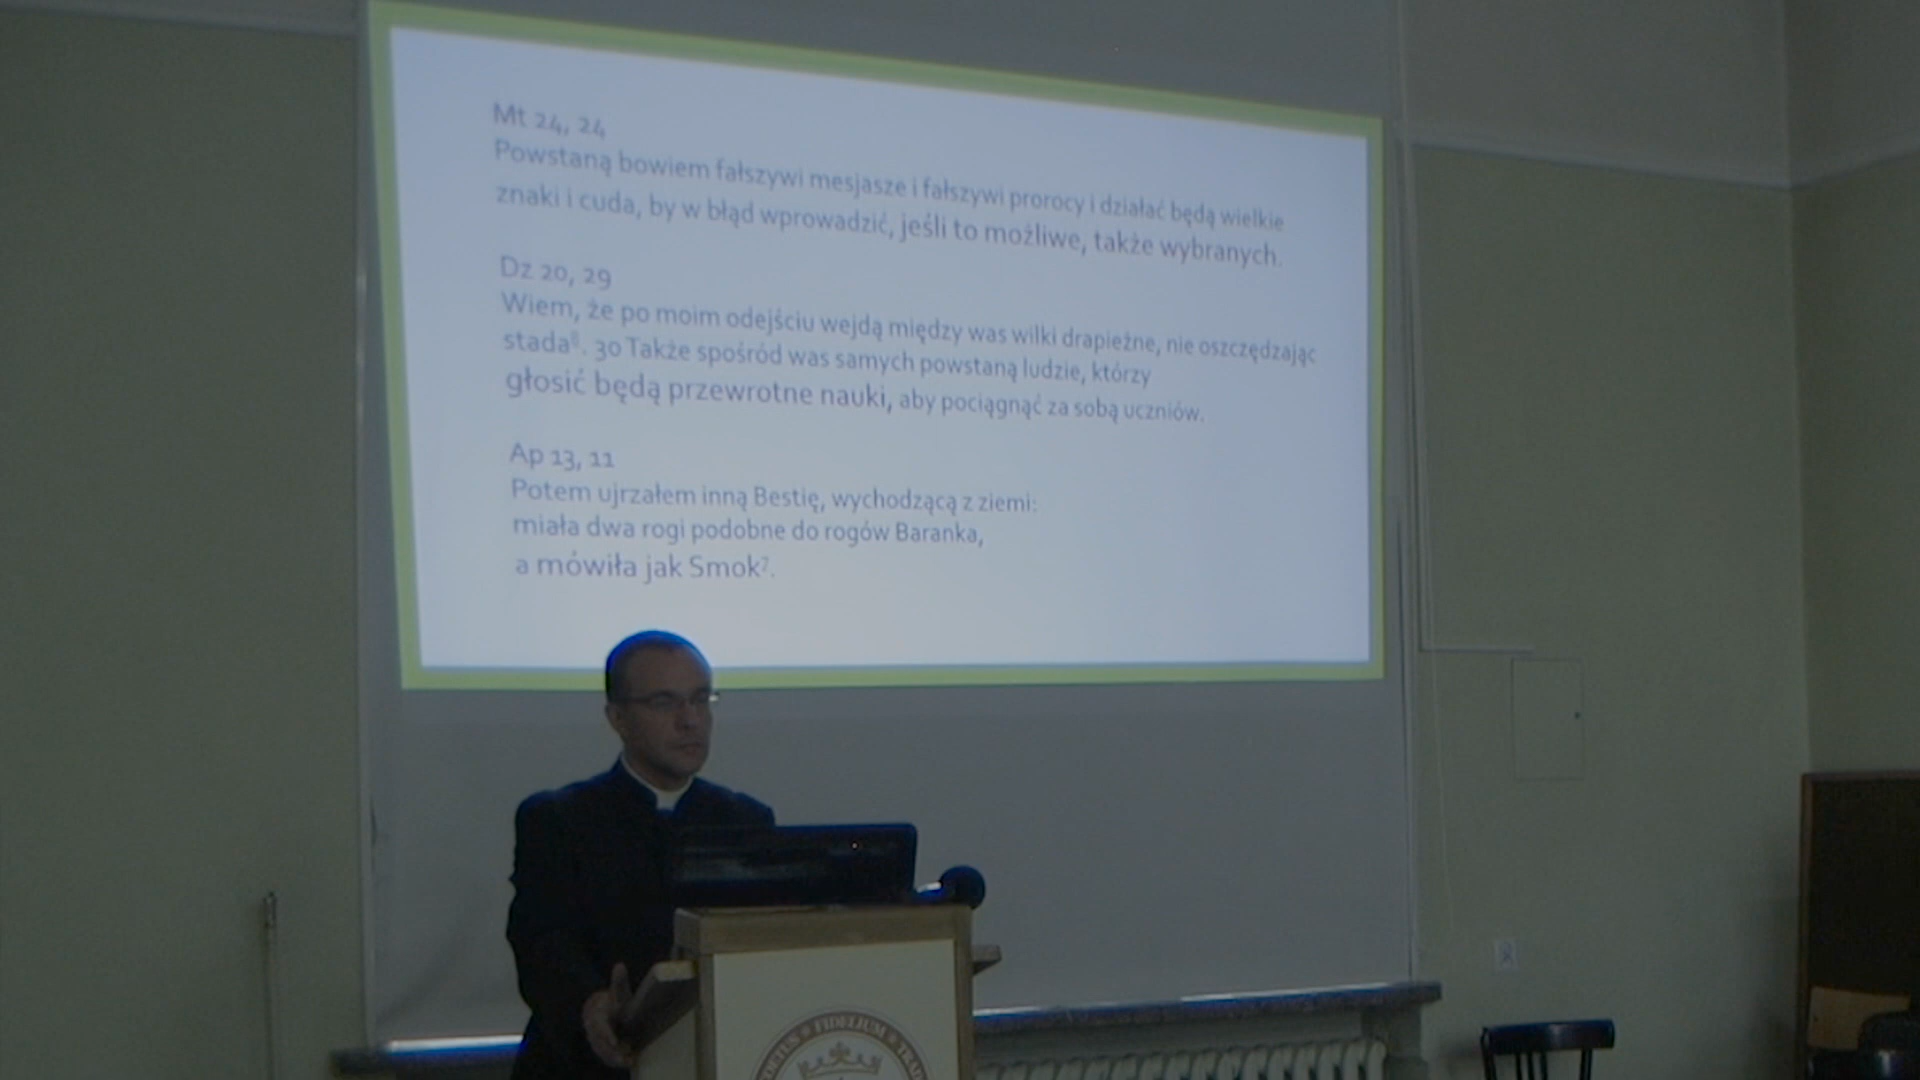 Mt 24, 24
Powstaną bowiem fałszywi mesjasze i fałszywi prorocy i działać będą wielkie
znaki i cuda, by w błąd wprowadzić, jeśli to możliwe, także wybranych.
Dz 20, 29
Wiem, że po moim odejściu wejdą między was wilki drapieżne, nie oszczędzając
stada⁸. 30 Także spośród was samych powstaną ludzie, którzy
głosić będą przewrotne nauki, aby pociągnąć za sobą uczniów.
Ap 13, 11
Potem ujrzałem inną Bestię, wychodzącą z ziemi:
miała dwa rogi podobne do rogów Baranka,
a mówiła jak Smok⁷.
FIDELIUM